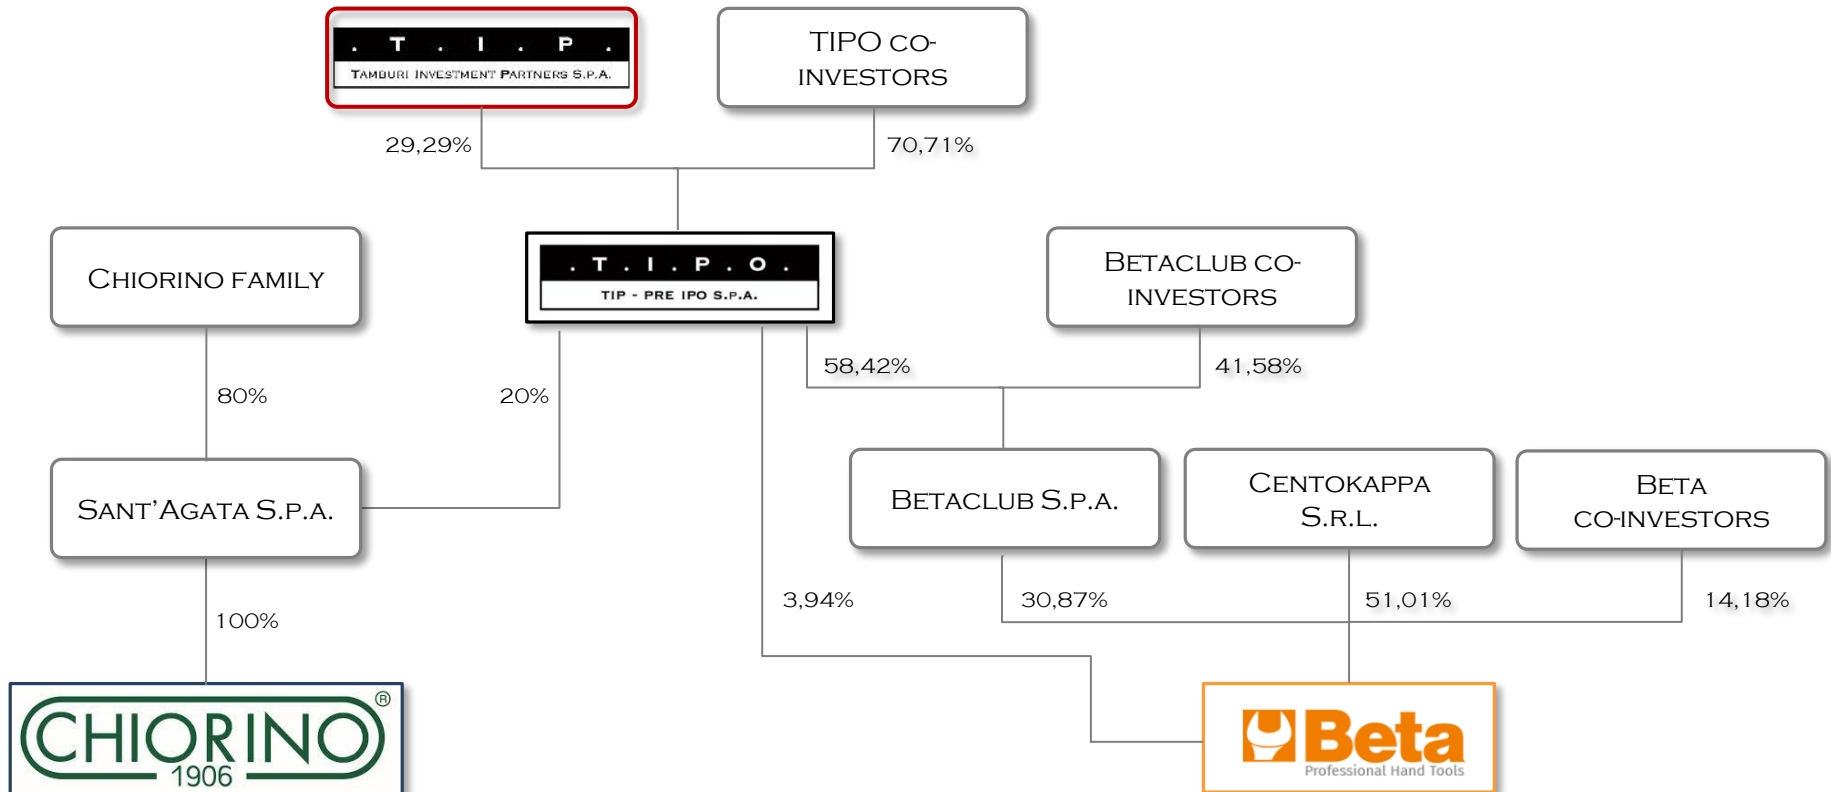 . T . I . P .
TAMBURI INVESTMENT PARTNERS S.P.A.
TIPO CO-
INVESTORS
29,29%
70,71%
CHIORINO FAMILY
. T . I . P . O .
TIP - PRE IPO S.P.A.
BETACLUB CO-
INVESTORS
58,42%
41,58%
80%
20%
SANT'AGATA S.P.A.
BETACLUB S.P.A.
CENTOKAPPA
S.R.L.
BETA
CO-INVESTORS
3,94%
30,87%
51,01%
14,18%
100%
CHIORINO®
1906
Beta
Professional Hand Tools